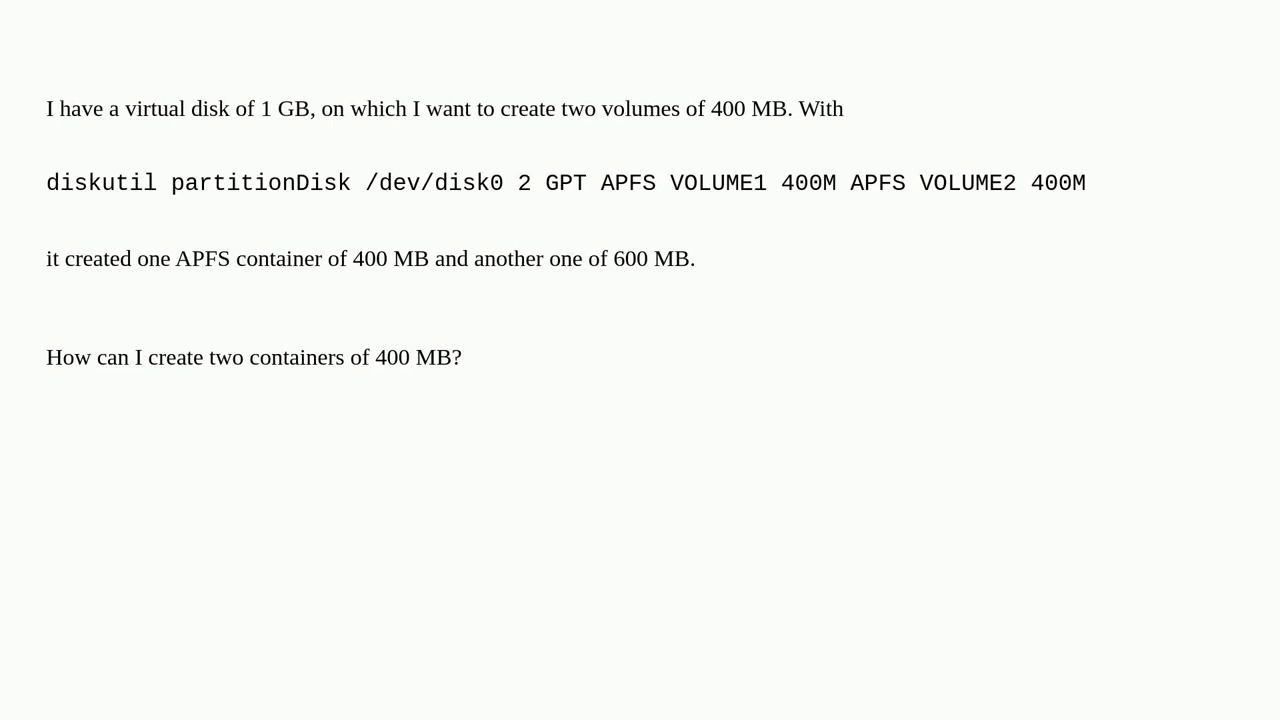 I have a virtual disk of 1 GB, on which I want to create two volumes of 400 MB. With
diskutil partitionDisk /dev/disk0 2 GPT APFS VOLUME1 400M APFS VOLUME2 400M
it created one APFS container of 400 MB and another one of 600 MB.
How can I create two containers of 400 MB?